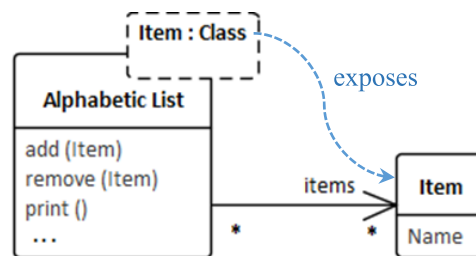 Item : Class
exposes
Alphabetic List
add (Item)
remove (Item)
print ()
...
items
* *
Item
Name